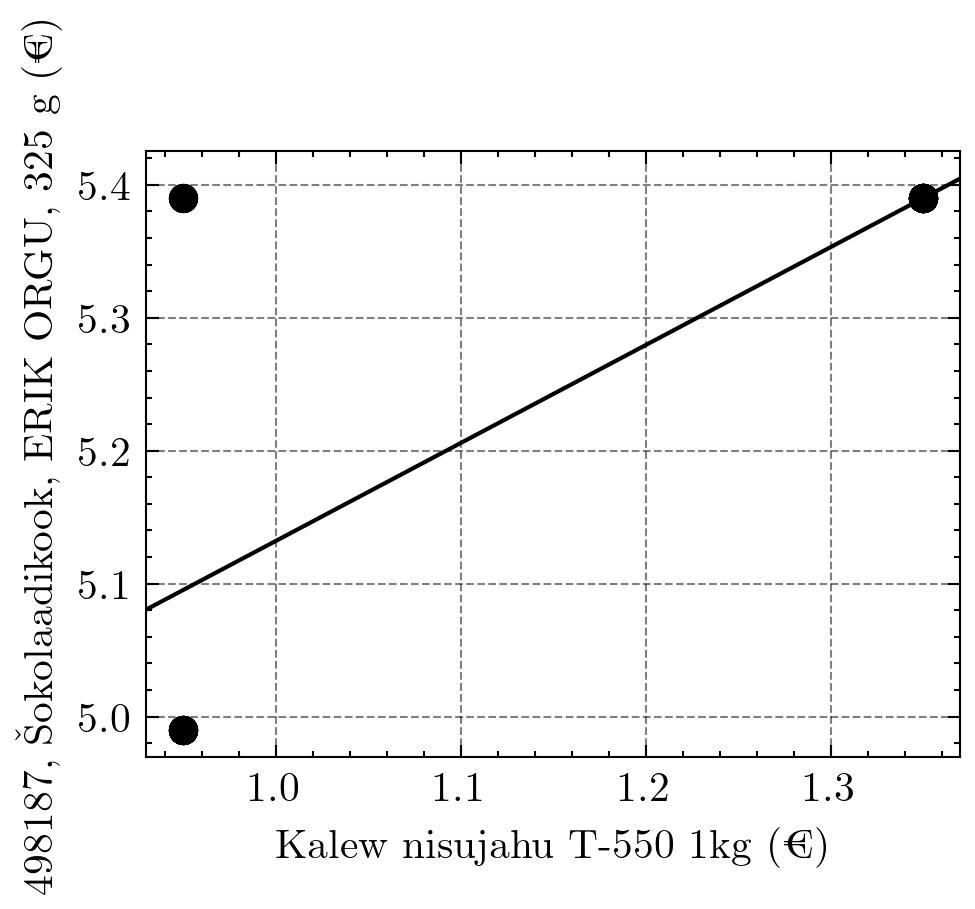 498187, Šokolaadikook, ERIK ORGU, 325 g (€)
5.4
5.3
5.2
5.1
5.0
1.0 1.1 1.2 1.3
Kalew nisujahu T-550 1kg (€)